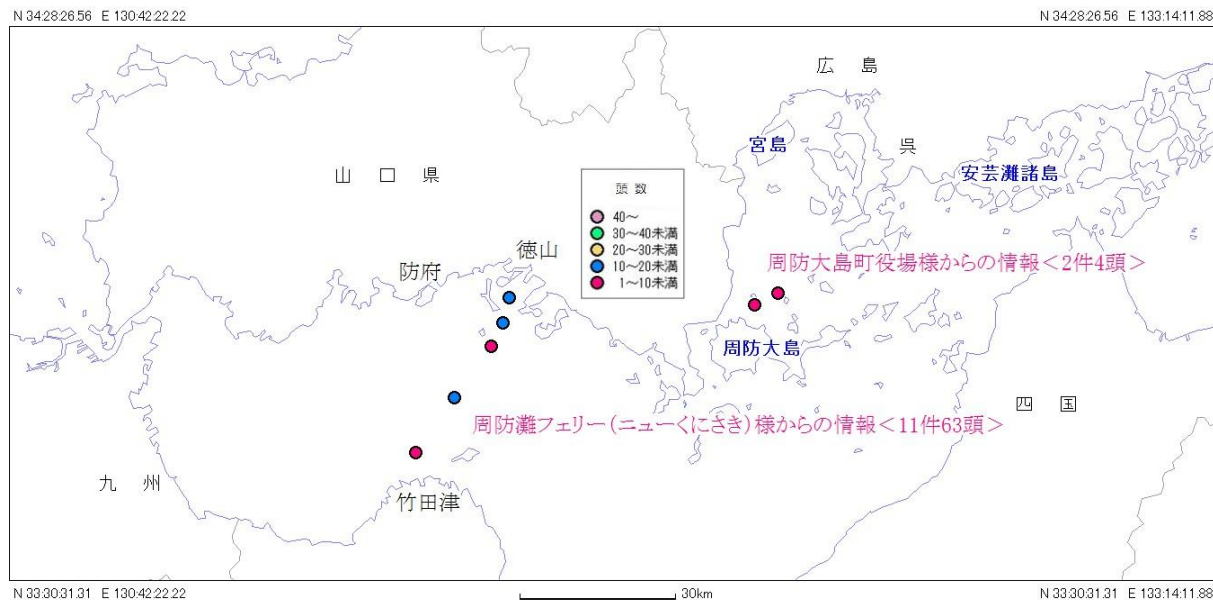 N 34:28:26.56 E 130:42:22.22
N 34:28:26.56 E 133:14:11.88
広 島
宮島
呉
山 口 県
安芸灘諸島
頭 数
40～
30～40未満
20～30未満
10～20未満
1～10未満
徳山
防府
周防大島町役場様からの情報＜2件4頭＞
周防大島
四 国
周防灘フェリー(ニューくにさき)様からの情報＜11件63頭＞
九 州
竹田津
N 33:30:31.31 E 130:42:22.22
30km
N 33:30:31.31 E 133:14:11.88